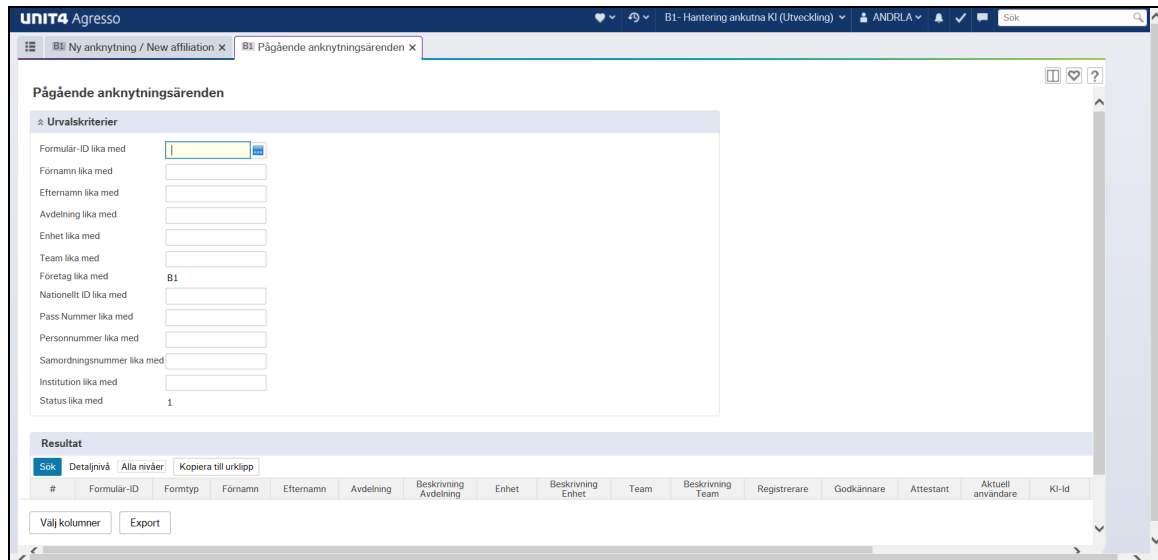 UNIT4 Agresso B1- Hantering ankutna KI (Utveckling) ANDRLA Sök
B1 Ny anknytning / New affiliation × B1 Pågående anknytningsärenden ×
?
Pågående anknytningsärenden
Urvalskriterier
Formulär-ID lika med ...
Förnamn lika med
Efternamn lika med
Avdelning lika med
Enhet lika med
Team lika med
Företag lika med B1
Nationellt ID lika med
Pass Nummer lika med
Personnummer lika med
Samordningsnummer lika med
Institution lika med
Status lika med 1
Resultat
Sök Detaljnivå Alla nivåer Kopiera till urklipp
# Formulär-ID Formtyp Förnamn Efternamn Avdelning Beskrivning Avdelning Enhet Beskrivning Enhet Team Beskrivning Team Registrerare Godkännare Attestant Aktuell användare KI-Id
Välj kolumner Export